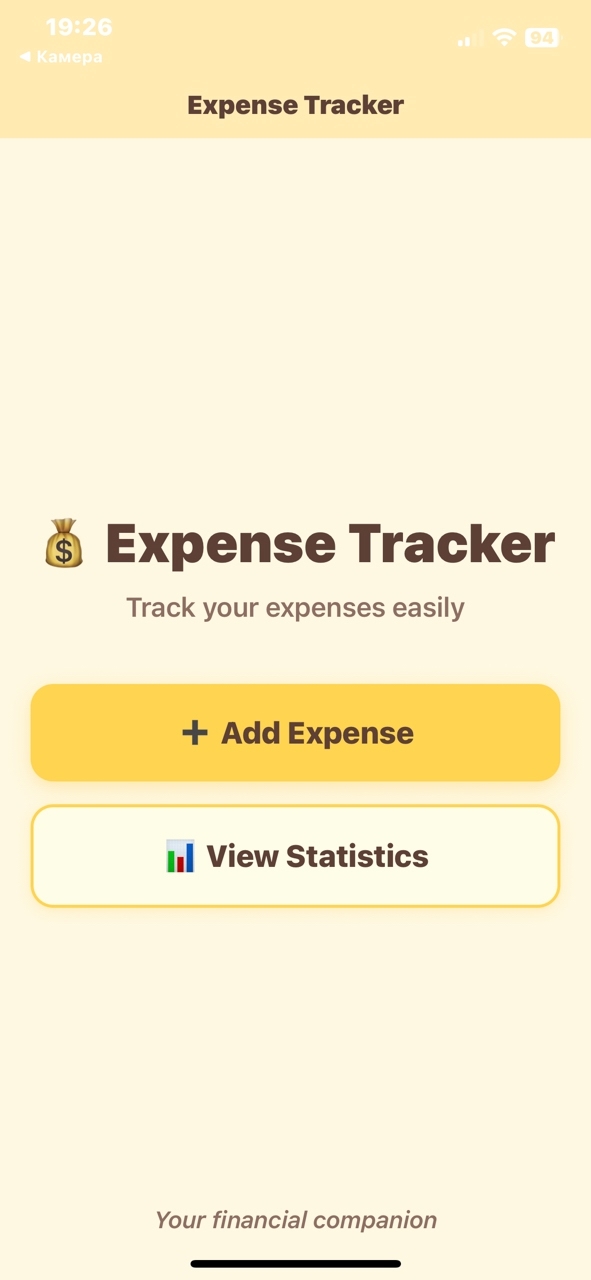 19:26
◀ Камера
94
Expense Tracker
💰 Expense Tracker
Track your expenses easily
➕ Add Expense
📊 View Statistics
Your financial companion